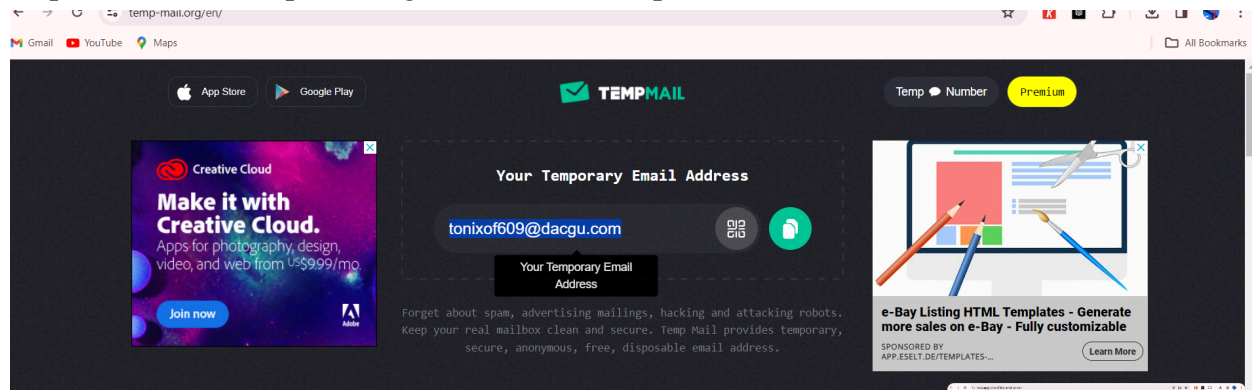 temp-mail.org/en/
Gmail YouTube Maps All Bookmarks
App Store Google Play TEMPMAIL Temp Number Premium
Creative Cloud
Make it with
Creative Cloud.
Apps for photography, design,
video, and web from US$9.99/mo.
Join now
Adobe
Your Temporary Email Address
tonixof609@dacgu.com
Your Temporary Email
Address
Forget about spam, advertising mailings, hacking and attacking robots.
Keep your real mailbox clean and secure. Temp Mail provides temporary,
secure, anonymous, free, disposable email address.
e-Bay Listing HTML Templates - Generate
more sales on e-Bay - Fully customizable
SPONSORED BY
APP.ESELT.DE/TEMPLATES-...
Learn More